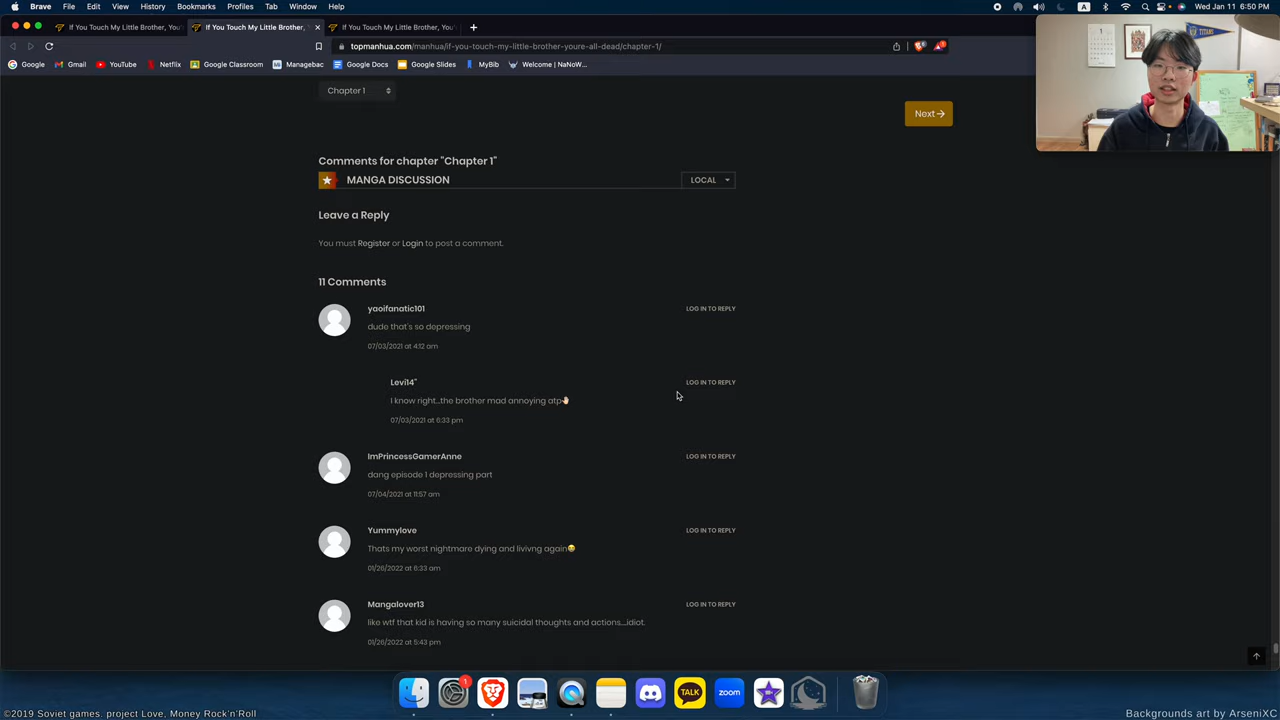 Brave File Edit View History Bookmarks Profiles Tab Window Help A Wed Jan 11 6:50 PM
If You Touch My Little Brother, You'
If You Touch My Little Brother, '
If You Touch My Little Brother, You'
topmanhua.com/manhua/if-you-touch-my-little-brother-youre-all-dead/chapter-1/
Google Gmail YouTube Netflix Google Classroom Managebac Google Docs Google Slides MyBib Welcome | NaNoW...
TITANS
Chapter 1
Next
Comments for chapter "Chapter 1"
MANGA DISCUSSION
LOCAL
Leave a Reply
You must Register or Login to post a comment.
11 Comments
yaoifanatic101 LOG IN TO REPLY
dude that's so depressing
07/03/2021 at 4:12 am
Levi14" LOG IN TO REPLY
I know right...the brother mad annoying atp🤚🏻
07/03/2021 at 6:33 pm
ImPrincessGamerAnne LOG IN TO REPLY
dang episode 1 depressing part
07/04/2021 at 11:57 am
Yummylove LOG IN TO REPLY
Thats my worst nightmare dying and livivng again
01/26/2022 at 6:33 am
Mangalover13 LOG IN TO REPLY
like wtf that kid is having so many suicidal thoughts and actions....idiot.
01/26/2022 at 5:43 pm
1
TALK
zoom
©2019 Soviet games. project Love, Money Rock'n'Roll
Backgrounds art by ArseniXC